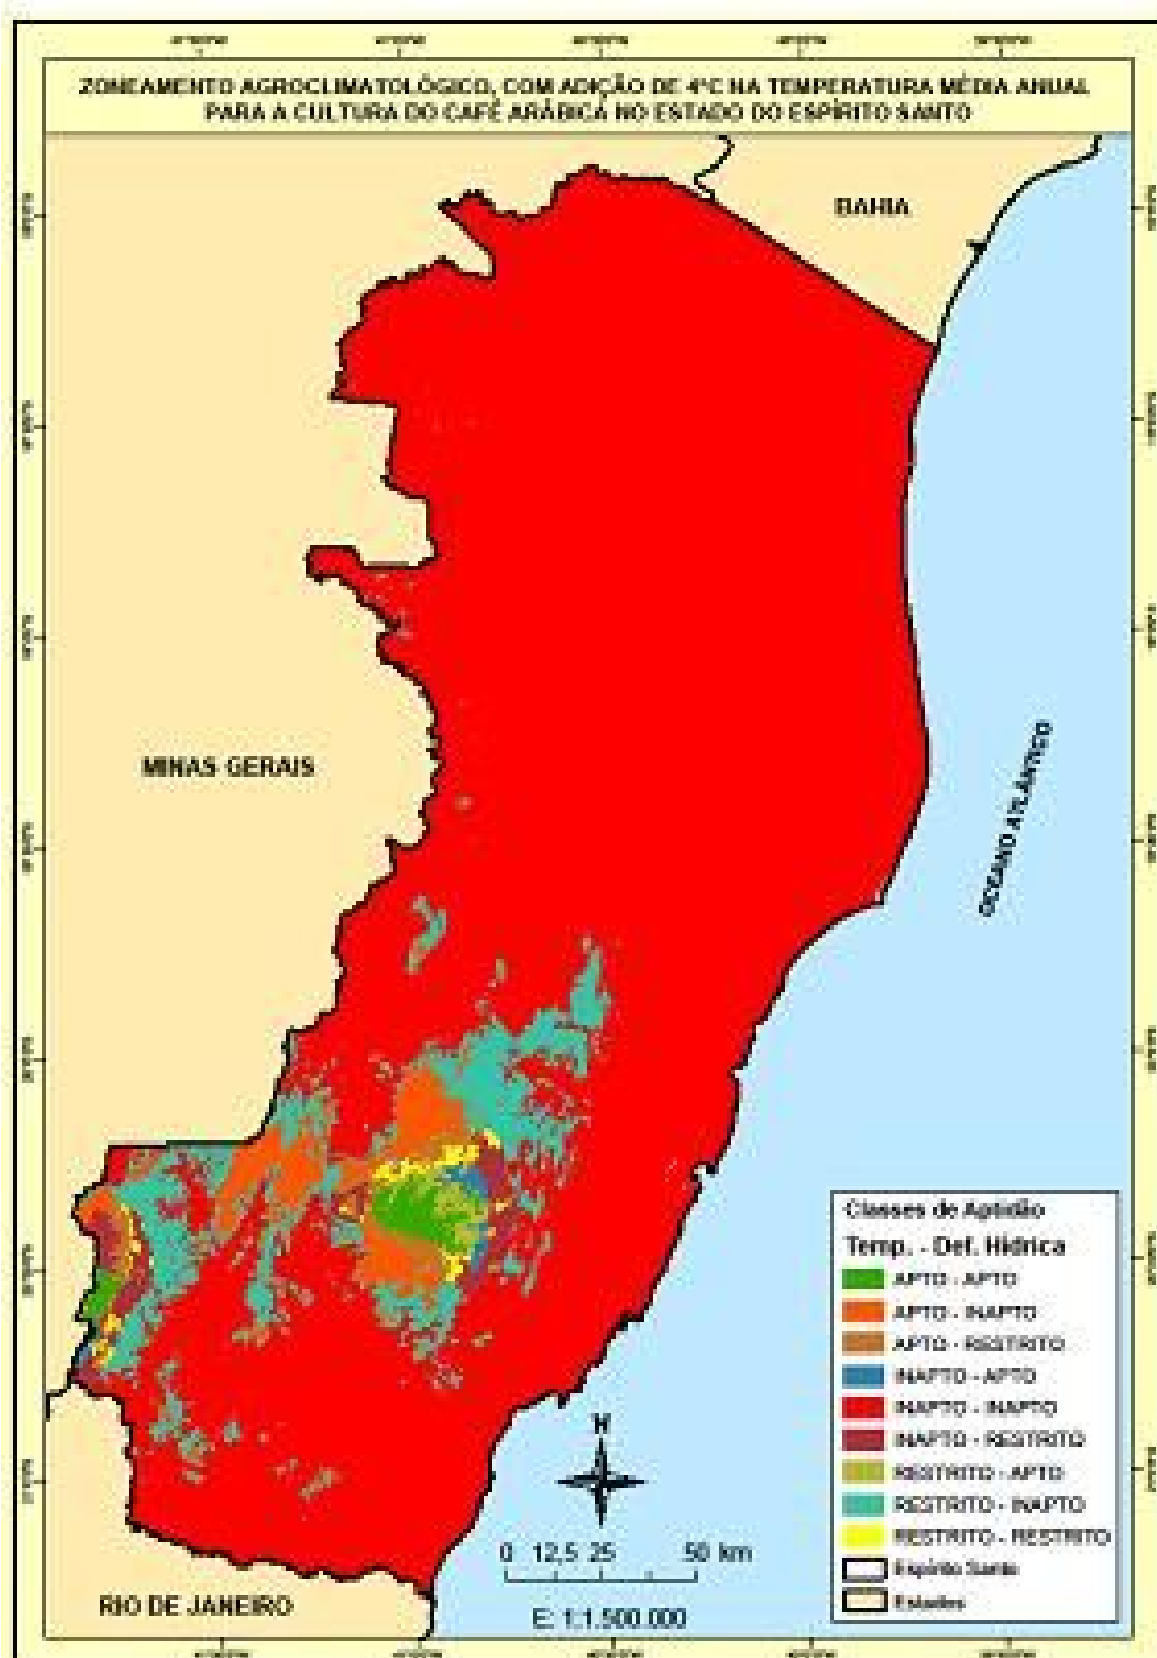 ZONEAMENTO AGROCLIMATOLÓGICO, COM ADIÇÃO DE 4°C NA TEMPERATURA MÉDIA ANUAL
PARA A CULTURA DO CAFÉ ARÁBICA NO ESTADO DO ESPÍRITO SANTO
BAHIA
MINAS GERAIS
OCEANO ATLÂNTICO
Classes de Aptidão
Temp. - Def. Hídrica
APTO - APTO
APTO - INAPTO
APTO - RESTRITO
INAPTO - APTO
INAPTO - INAPTO
INAPTO - RESTRITO
RESTRITO - APTO
RESTRITO - INAPTO
RESTRITO - RESTRITO
Espírito Santo
Estados
N
0 12,5 25 50 km
E: 1:1.500.000
RIO DE JANEIRO